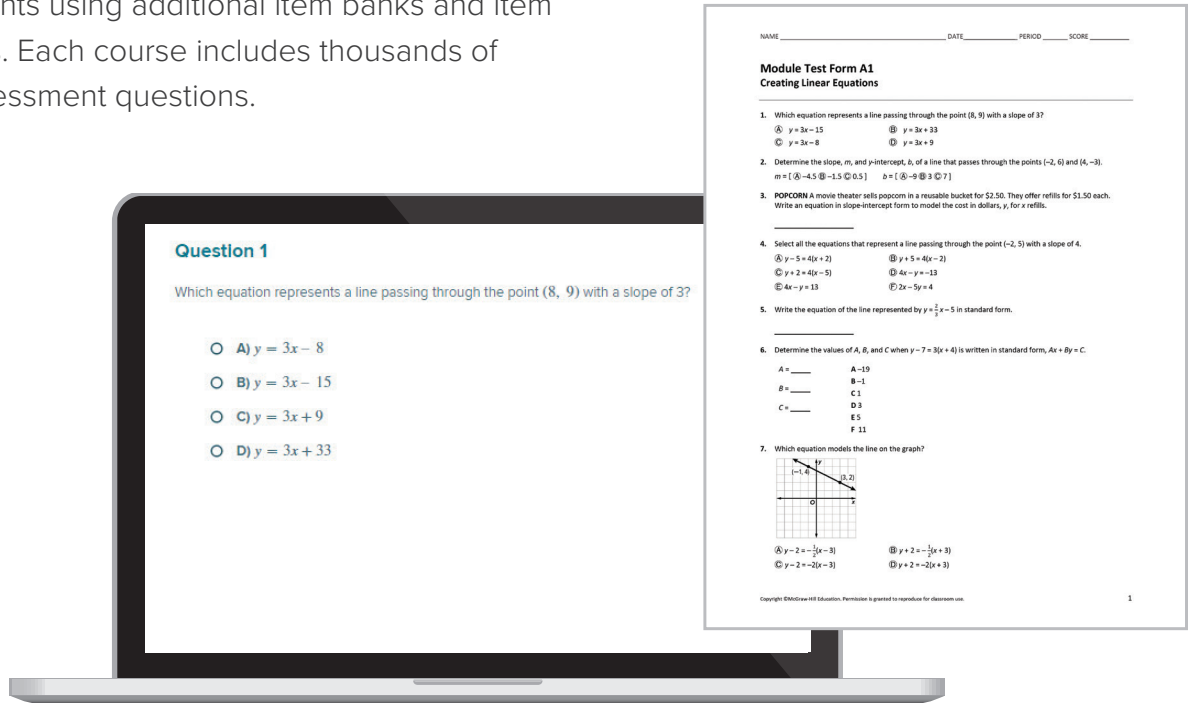 nts using additional item banks and item
. Each course includes thousands of
essment questions.
Question 1
Which equation represents a line passing through the point (8, 9) with a slope of 3?
A) y = 3x – 8
B) y = 3x – 15
C) y = 3x + 9
D) y = 3x + 33
NAME DATE PERIOD SCORE
Module Test Form A1
Creating Linear Equations
1. Which equation represents a line passing through the point (8, 9) with a slope of 3?
Ⓐ y = 3x – 15 Ⓑ y = 3x + 33
Ⓒ y = 3x – 8 Ⓓ y = 3x + 9
2. Determine the slope, m, and y-intercept, b, of a line that passes through the points (–2, 6) and (4, –3).
m = [ Ⓐ –4.5 Ⓑ –1.5 Ⓒ 0.5 ] b = [ Ⓐ –9 Ⓑ 3 Ⓒ 7 ]
3. POPCORN A movie theater sells popcorn in a reusable bucket for $2.50. They offer refills for $1.50 each.
Write an equation in slope-intercept form to model the cost in dollars, y, for x refills.
4. Select all the equations that represent a line passing through the point (–2, 5) with a slope of 4.
Ⓐ y – 5 = 4(x + 2) Ⓑ y + 5 = 4(x – 2)
Ⓒ y + 2 = 4(x – 5) Ⓓ 4x – y = –13
Ⓔ 4x – y = 13 Ⓕ 2x – 5y = 4
5. Write the equation of the line represented by y = 2/3 x – 5 in standard form.
6. Determine the values of A, B, and C when y – 7 = 3(x + 4) is written in standard form, Ax + By = C.
A = A –19
B –1
B = C 1
C = D 3
E 5
F 11
7. Which equation models the line on the graph?
y
(–1, 4)
(3, 2)
O x
Ⓐ y – 2 = –1/2(x – 3) Ⓑ y + 2 = –1/2(x + 3)
Ⓒ y – 2 = –2(x – 3) Ⓓ y + 2 = –2(x + 3)
Copyright ©McGraw-Hill Education. Permission is granted to reproduce for classroom use. 1